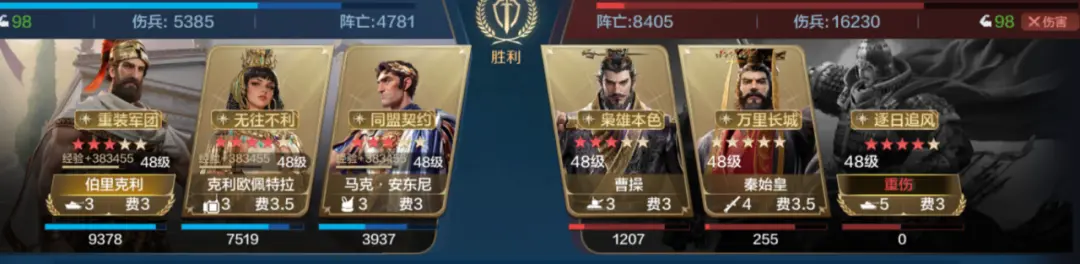 98 伤兵: 5385 阵亡:4781
胜利
阵亡:8405 伤兵: 16230 98 ×伤害
重装军团 无往不利 同盟契约 枭雄本色 万里长城 逐日追风
经验+383455 48级 经验+383455 48级 经验+383455 48级 48级 48级 48级
伯里克利 克利欧佩特拉 马克·安东尼 曹操 秦始皇 重伤
3 费3 3 费3.5 3 费3 3 费3 4 费3.5 5 费3
9378 7519 3937 1207 255 0